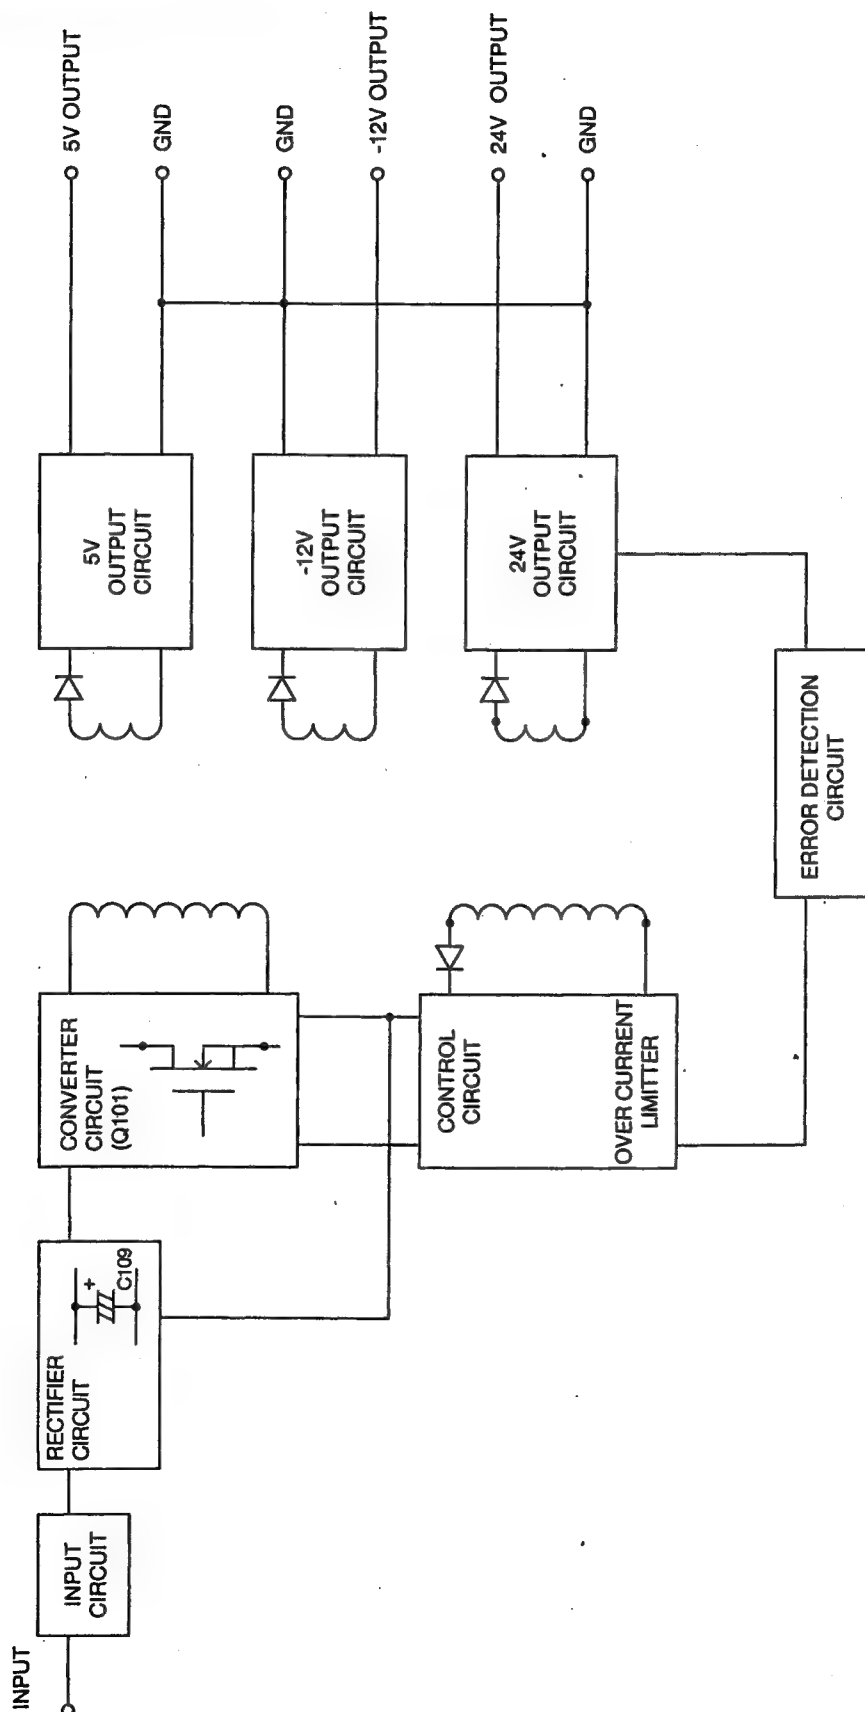 INPUT
INPUT
CIRCUIT
RECTIFIER
CIRCUIT
+
C109
CONVERTER
CIRCUIT
(Q101)
CONTROL
CIRCUIT
OVER CURRENT
LIMITTER
ERROR DETECTION
CIRCUIT
5V
OUTPUT
CIRCUIT
-12V
OUTPUT
CIRCUIT
24V
OUTPUT
CIRCUIT
5V OUTPUT
GND
GND
-12V OUTPUT
24V OUTPUT
GND